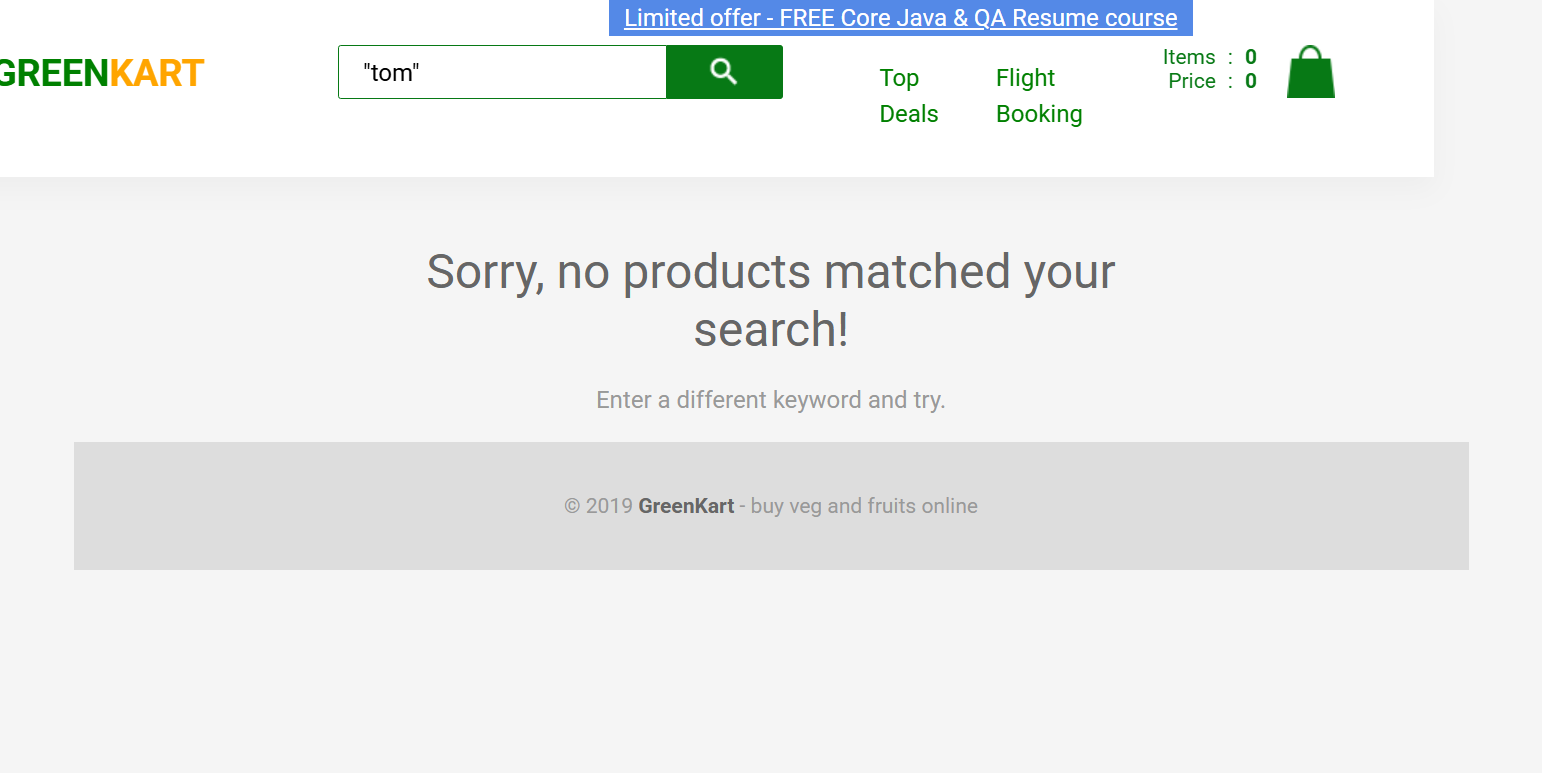 Limited offer - FREE Core Java & QA Resume course
GREENKART
"tom"
Top
Deals
Flight
Booking
Items : 0
Price : 0
Sorry, no products matched your
search!
Enter a different keyword and try.
© 2019 GreenKart - buy veg and fruits online